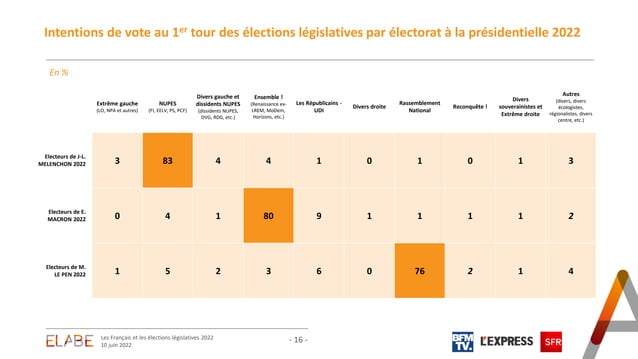 Intentions de vote au 1er tour des élections législatives par électorat à la présidentielle 2022
En %
Extrême gauche
(LO, NPA et autres)
NUPES
(FI, EELV, PS, PCF)
Divers gauche et
dissidents NUPES
(dissidents NUPES,
DVG, RDG, etc.)
Ensemble !
(Renaissance ex-
LREM, MoDem,
Horizons, etc.)
Les Républicains -
UDI
Divers droite
Rassemblement
National
Reconquête !
Divers
souverainistes et
Extrême droite
Autres
(divers, divers
écologistes,
régionalistes, divers
centre, etc.)
Electeurs de J-L.
MELENCHON 2022
3 83 4 4 1 0 1 0 1 3
Electeurs de E.
MACRON 2022
0 4 1 80 9 1 1 1 1 2
Electeurs de M.
LE PEN 2022
1 5 2 3 6 0 76 2 1 4
ELABE
Les Français et les élections législatives 2022
10 juin 2022
- 16 -
BFM
TV.
L'EXPRESS
SFR